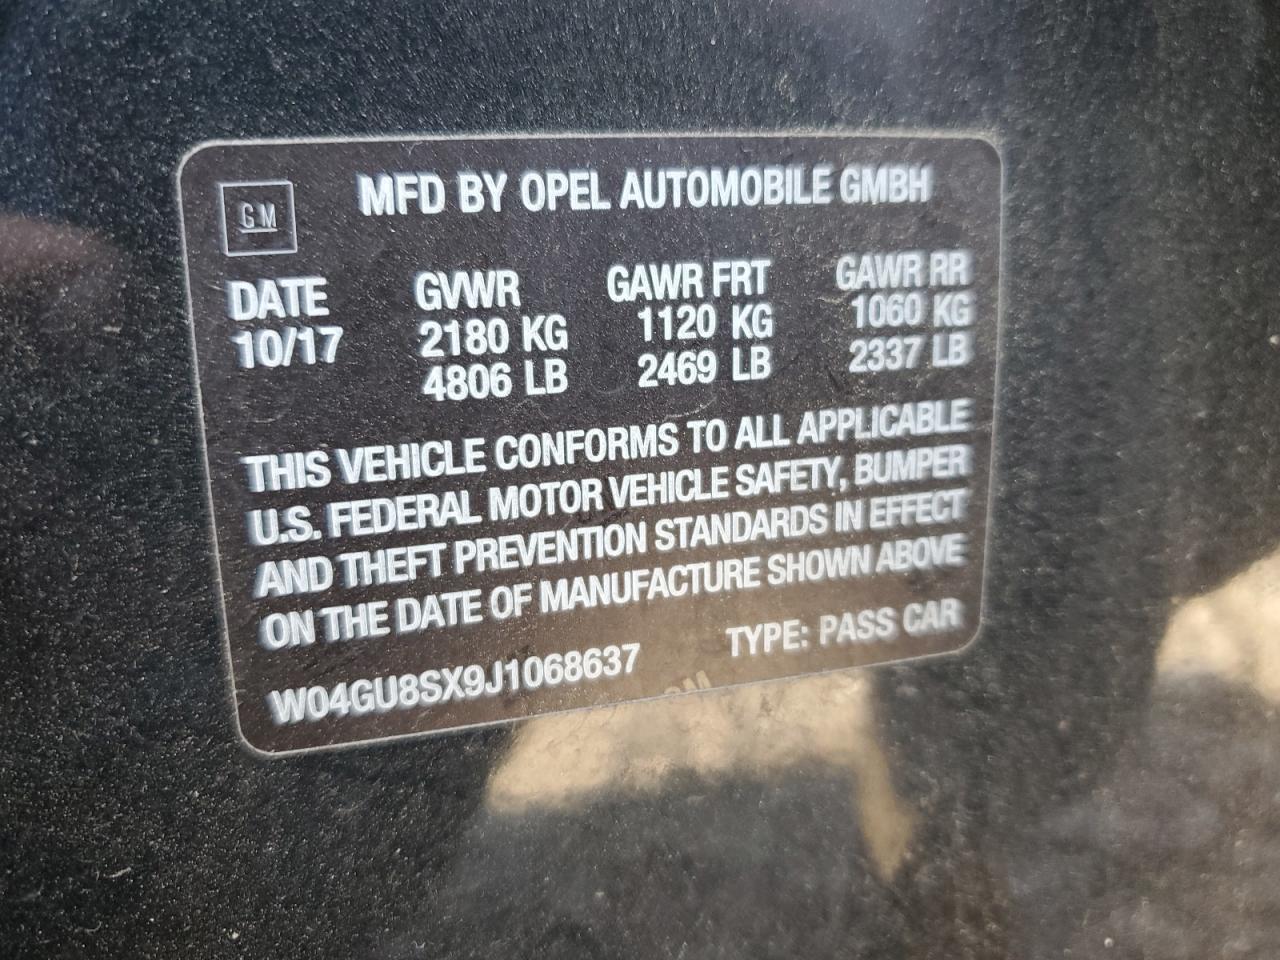 GM
MFD BY OPEL AUTOMOBILE GMBH
DATE GVWR GAWR FRT GAWR RR
10/17 2180 KG 1120 KG 1060 KG
4806 LB 2469 LB 2337 LB
THIS VEHICLE CONFORMS TO ALL APPLICABLE
U.S. FEDERAL MOTOR VEHICLE SAFETY, BUMPER
AND THEFT PREVENTION STANDARDS IN EFFECT
ON THE DATE OF MANUFACTURE SHOWN ABOVE
W04GU8SX9J1068637 TYPE: PASS CAR